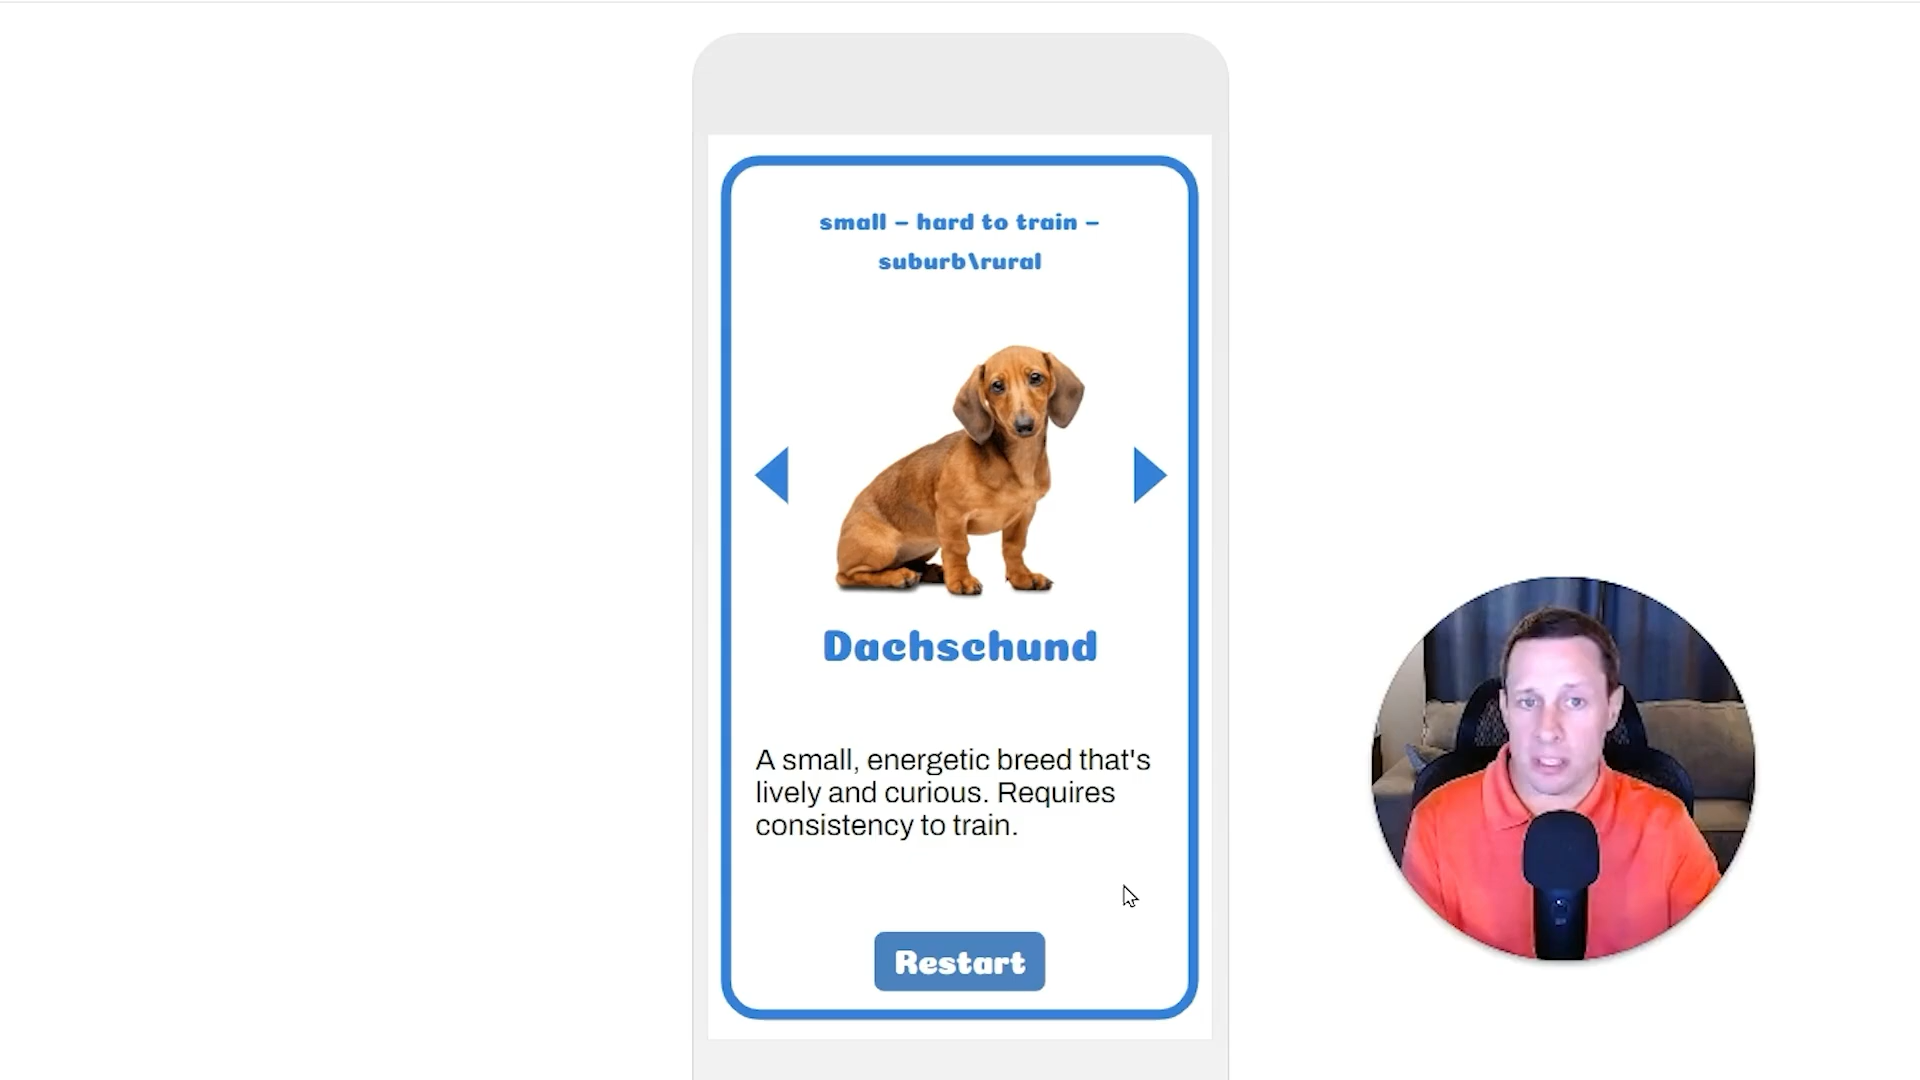 small - hard to train -
suburb\rural
Dachschund
A small, energetic breed that's
lively and curious. Requires
consistency to train.
Restart